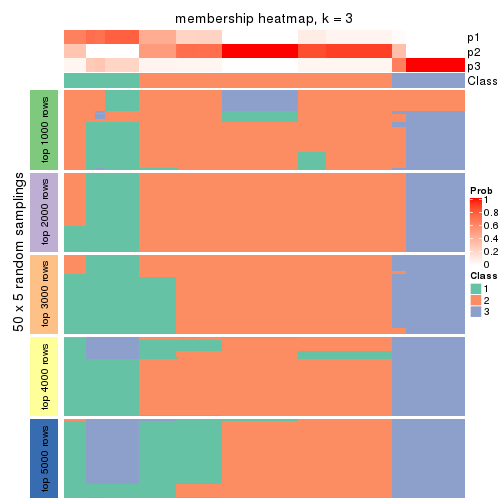 membership heatmap, k = 3
p1
p2
p3
Class
50 x 5 random samplings
top 1000 rows
top 2000 rows
top 3000 rows
top 4000 rows
top 5000 rows
Prob
1
0.8
0.6
0.4
0.2
0
Class
1
2
3